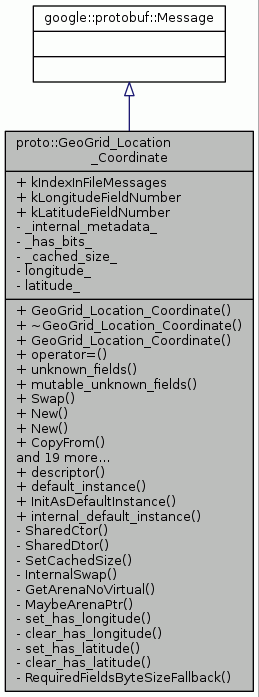 google::protobuf::Message
proto::GeoGrid_Location
_Coordinate
+ kIndexInFileMessages
+ kLongitudeFieldNumber
+ kLatitudeFieldNumber
- _internal_metadata_
- _has_bits_
- _cached_size_
- longitude_
- latitude_
+ GeoGrid_Location_Coordinate()
+ ~GeoGrid_Location_Coordinate()
+ GeoGrid_Location_Coordinate()
+ operator=()
+ unknown_fields()
+ mutable_unknown_fields()
+ Swap()
+ New()
+ New()
+ CopyFrom()
and 19 more...
+ descriptor()
+ default_instance()
+ InitAsDefaultInstance()
+ internal_default_instance()
- SharedCtor()
- SharedDtor()
- SetCachedSize()
- InternalSwap()
- GetArenaNoVirtual()
- MaybeArenaPtr()
- set_has_longitude()
- clear_has_longitude()
- set_has_latitude()
- clear_has_latitude()
- RequiredFieldsByteSizeFallback()